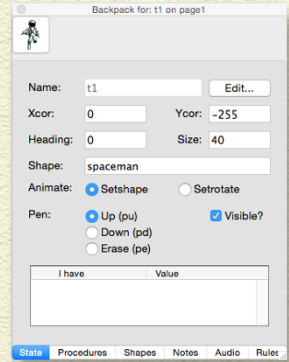 Backpack for: t1 on page1
Name: t1 Edit...
Xcor: 0 Ycor: -255
Heading: 0 Size: 40
Shape: spaceman
Animate: Setshape Setrotate
Pen: Up (pu) Visible?
Down (pd)
Erase (pe)
I have Value
State Procedures Shapes Notes Audio Rules